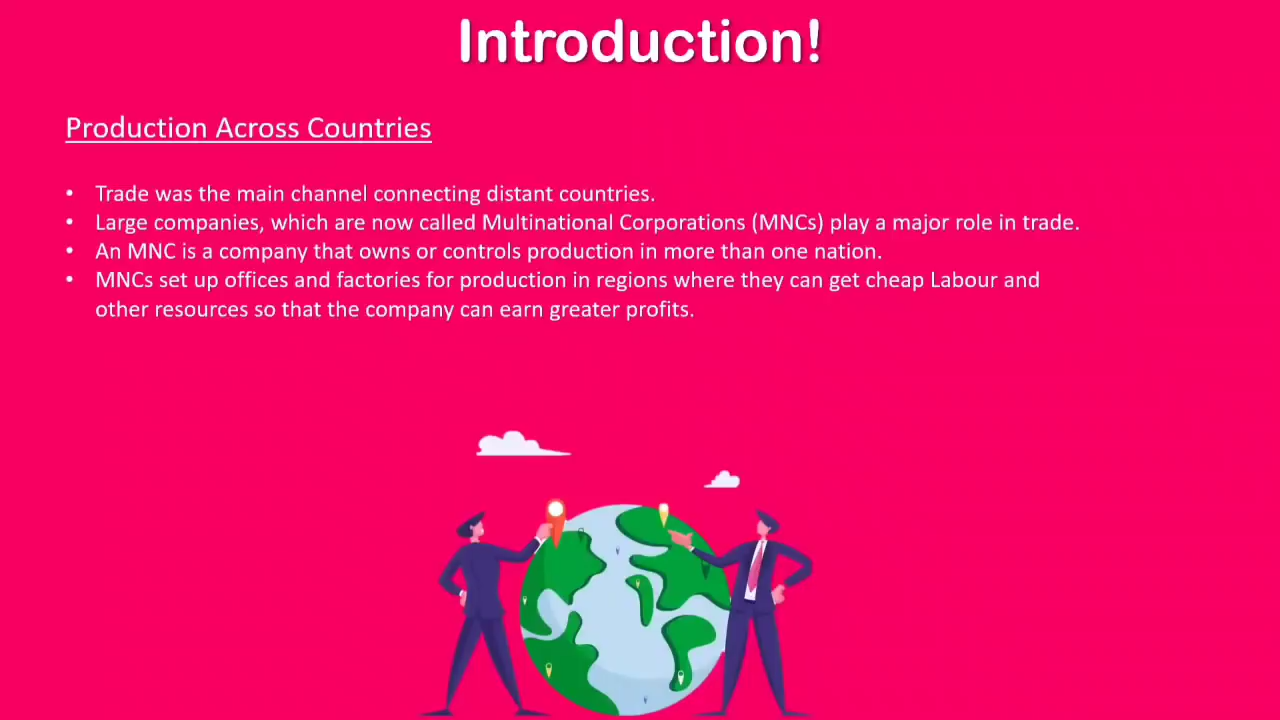 Introduction!
Production Across Countries
• Trade was the main channel connecting distant countries.
• Large companies, which are now called Multinational Corporations (MNCs) play a major role in trade.
• An MNC is a company that owns or controls production in more than one nation.
• MNCs set up offices and factories for production in regions where they can get cheap Labour and
other resources so that the company can earn greater profits.